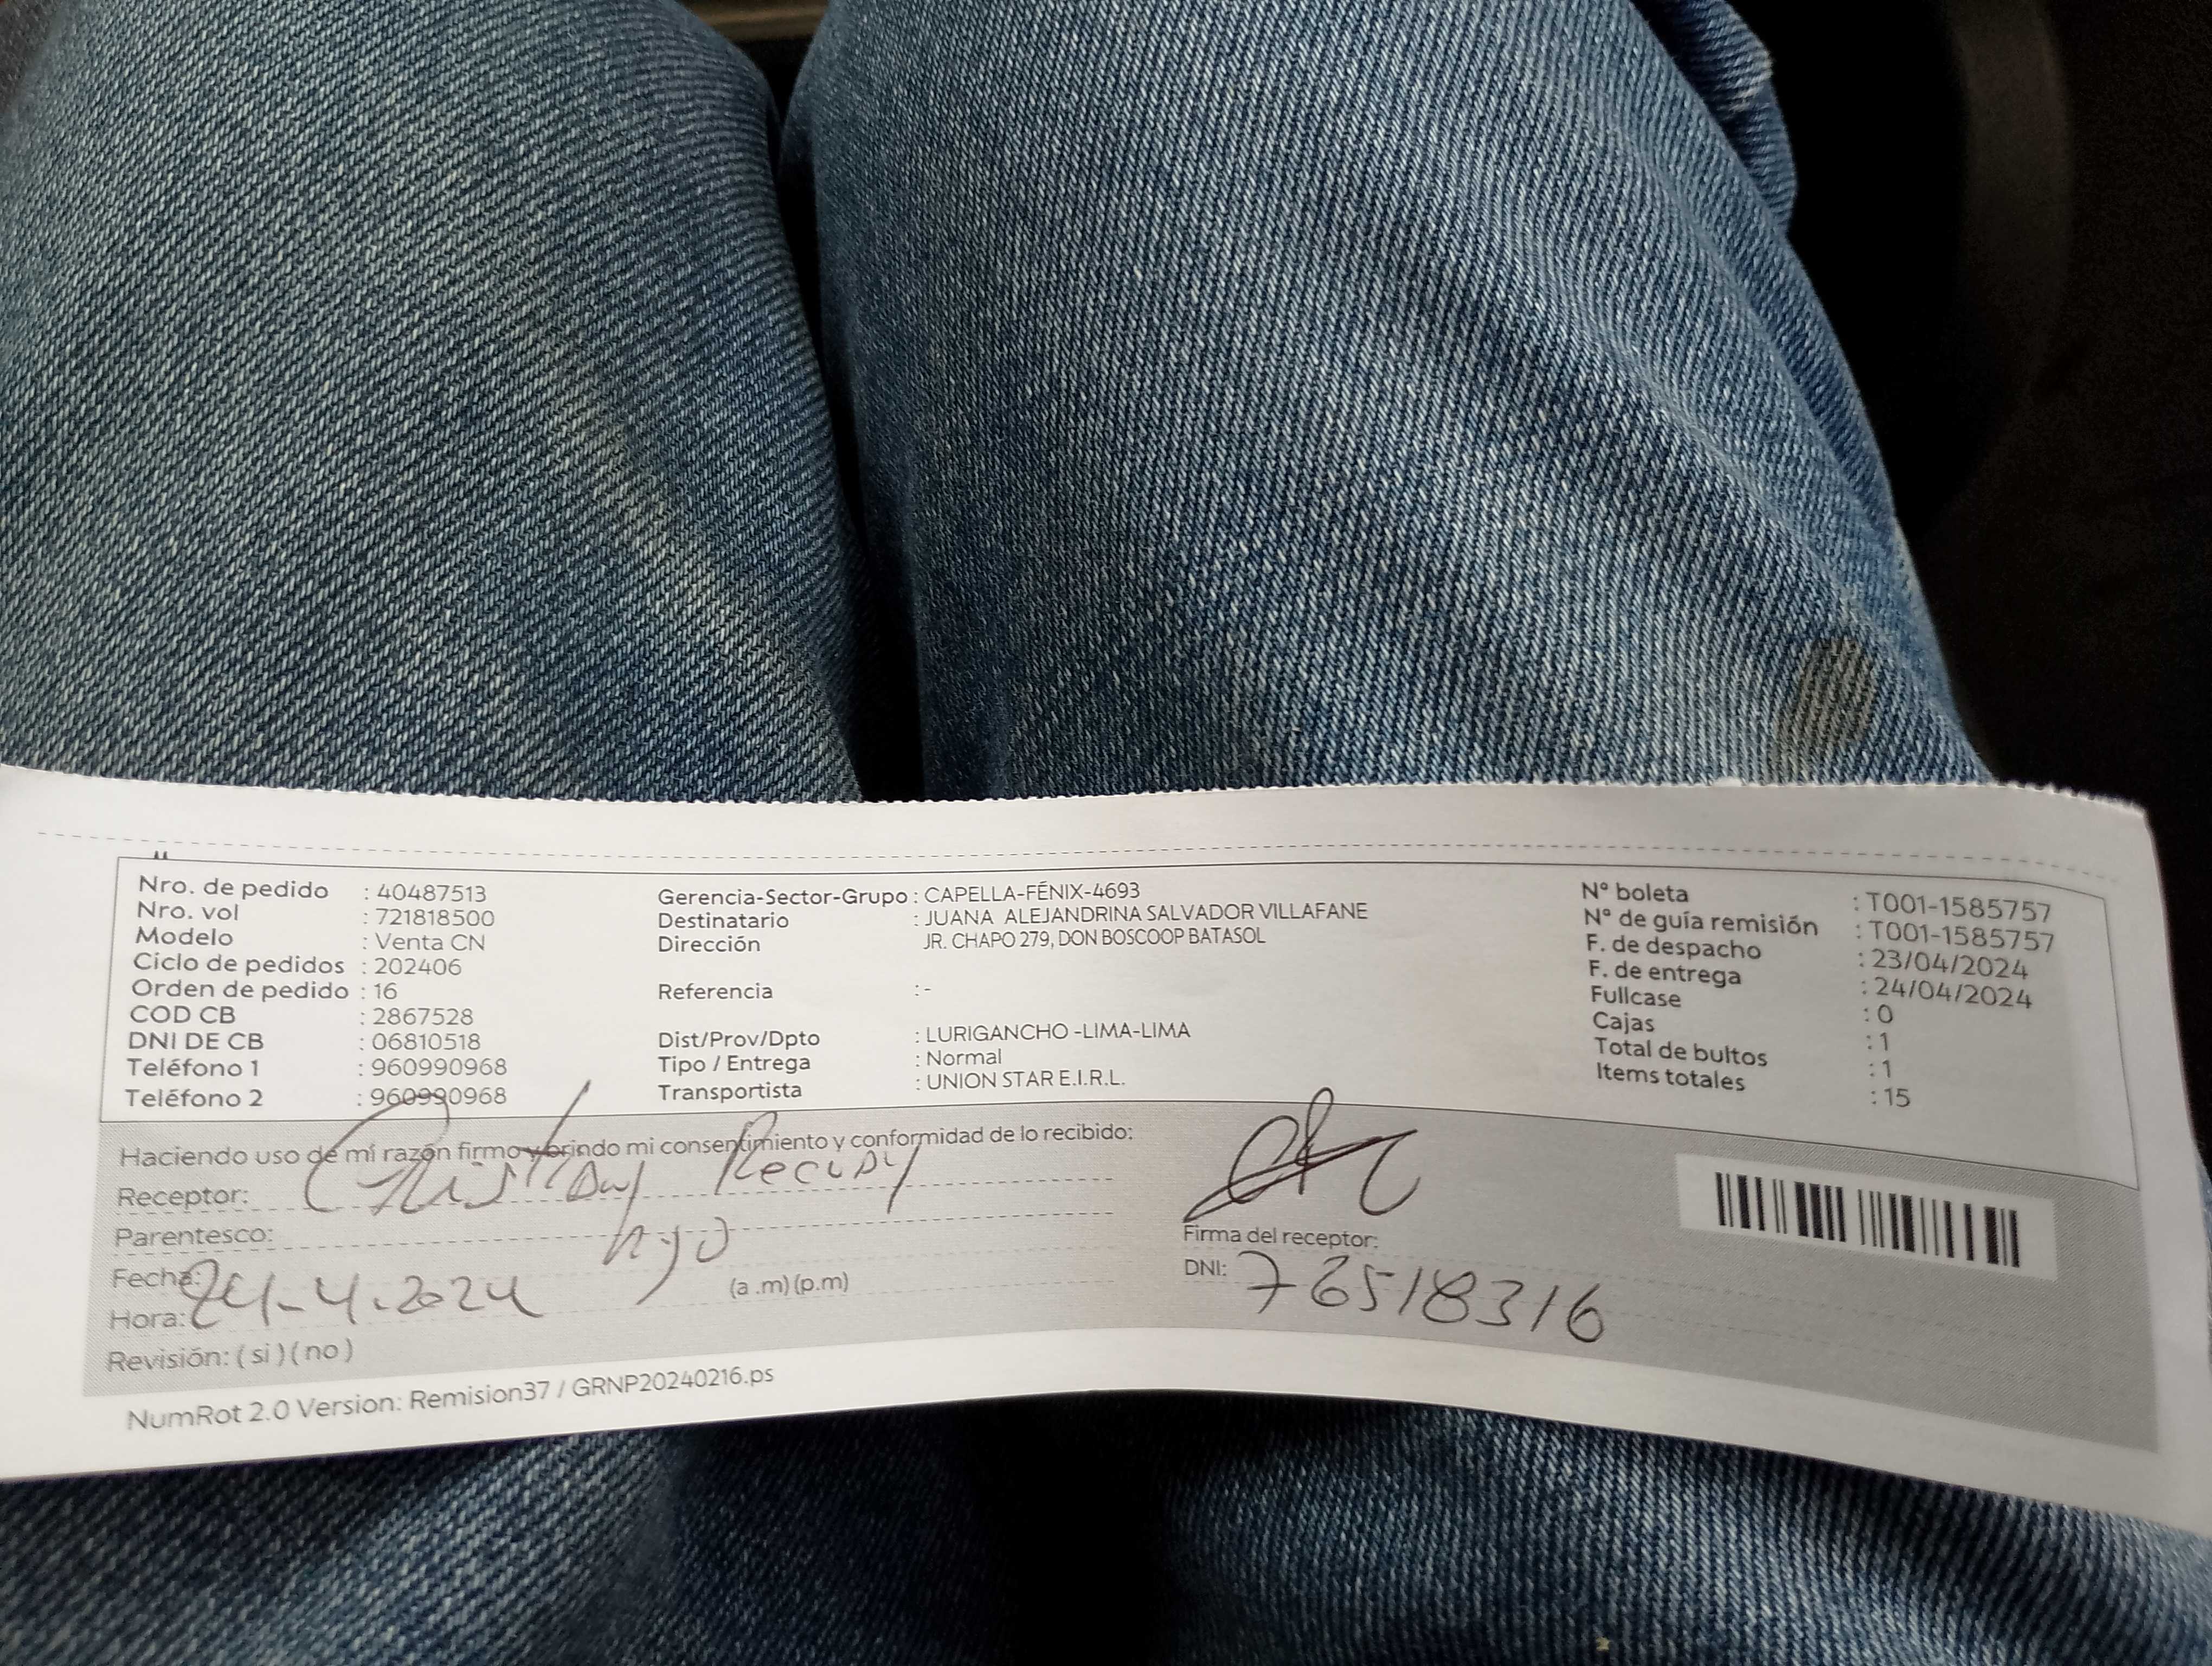 Nro. de pedido : 40487513
Nro. vol : 721818500
Modelo : Venta CN
Ciclo de pedidos : 202406
Orden de pedido : 16
COD CB : 2867528
DNI DE CB : 06810518
Teléfono 1 : 960990968
Teléfono 2 : 960990968
Gerencia-Sector-Grupo : CAPELLA-FÉNIX-4693
Destinatario : JUANA ALEJANDRINA SALVADOR VILLAFANE
Dirección JR. CHAPO 279, DON BOSCOOP BATASOL
Referencia : -
Dist/Prov/Dpto : LURIGANCHO -LIMA-LIMA
Tipo / Entrega : Normal
Transportista : UNION STAR E.I.R.L.
Nº boleta : T001-1585757
Nº de guía remisión : T001-1585757
F. de despacho : 23/04/2024
F. de entrega : 24/04/2024
Fullcase : 0
Cajas : 1
Total de bultos : 1
Items totales : 15
Haciendo uso de mi razón firmo y brindo mi consentimiento y conformidad de lo recibido:
Receptor:
Parentesco: hijo
Fecha: 24-4-2024
Hora: (a.m) (p.m)
Revisión: ( si ) ( no )
Firma del receptor:
DNI: 76518316
NumRot 2.0 Version: Remision37 / GRNP20240216.ps